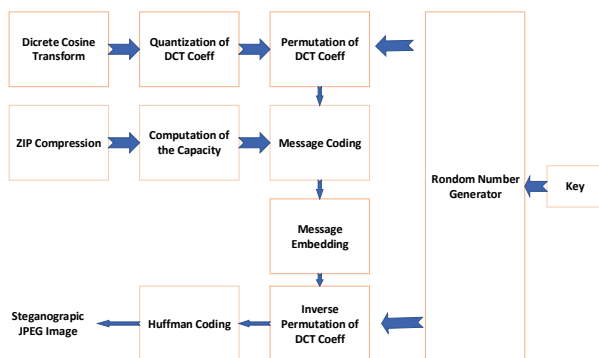 Dicrete Cosine
Transform
Quantization of
DCT Coeff
Permutation of
DCT Coeff
ZIP Compression
Computation of
the Capacity
Message Coding
Rondom Number
Generator
Key
Message
Embedding
Steganograpic
JPEG Image
Huffman Coding
Inverse
Permutation of
DCT Coeff